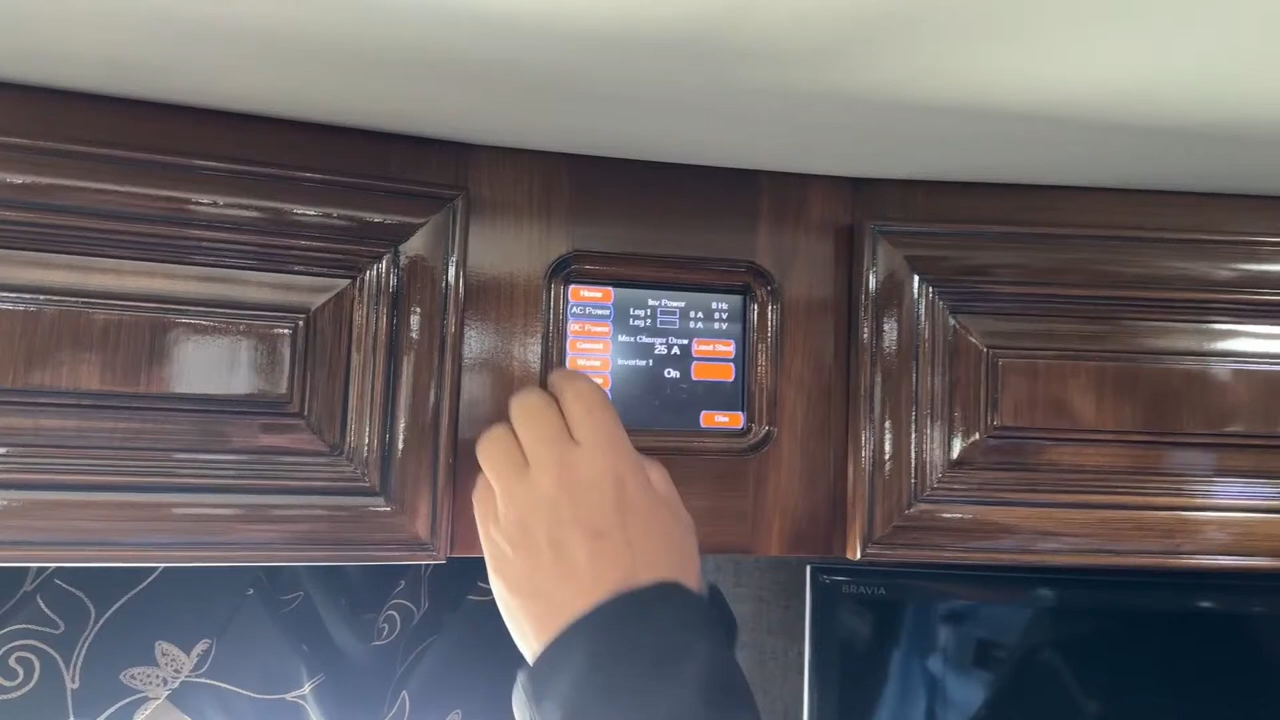 Home
AC Power
DC Power
Genset
Water
Inv Power 0 Hz
Leg 1 0 A 0 V
Leg 2 0 A 0 V
Max Charger Draw
25 A
Load Shed
Inverter 1
On
Dim
BRAVIA